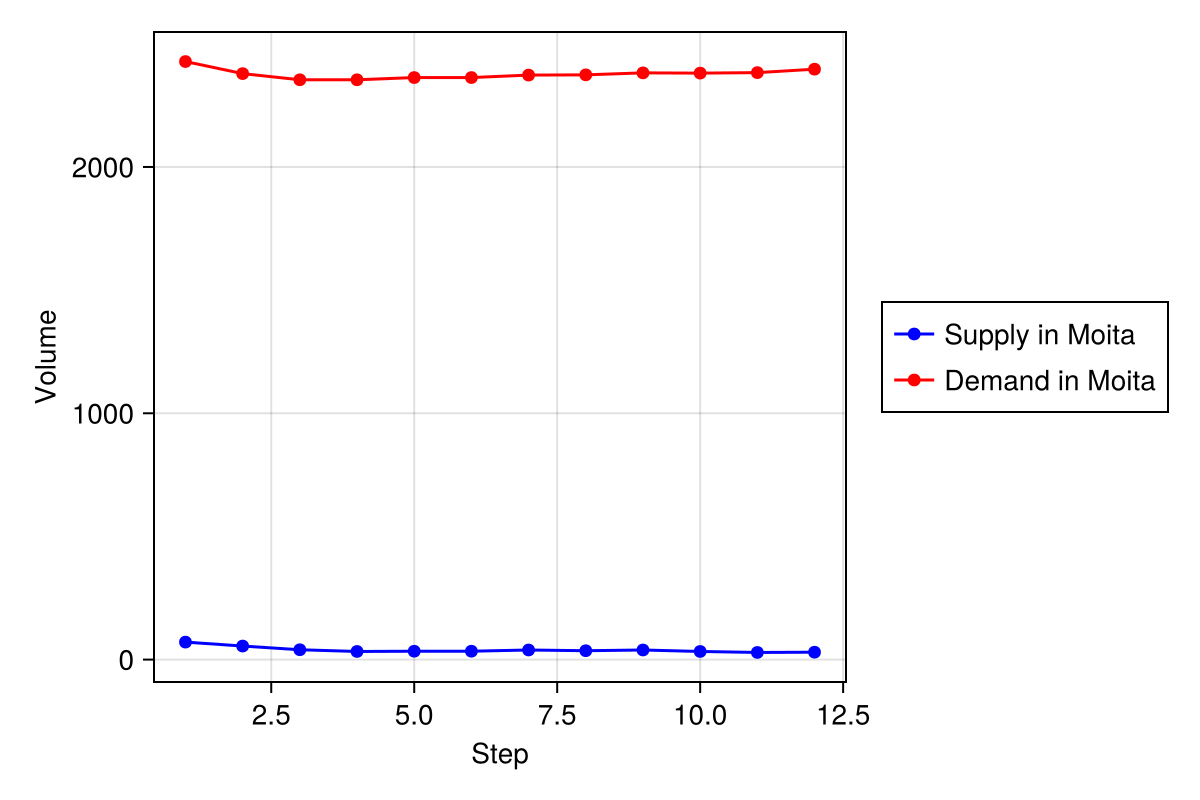 2000
1000
0
Volume
2.5 5.0 7.5 10.0 12.5
Step
Supply in Moita
Demand in Moita